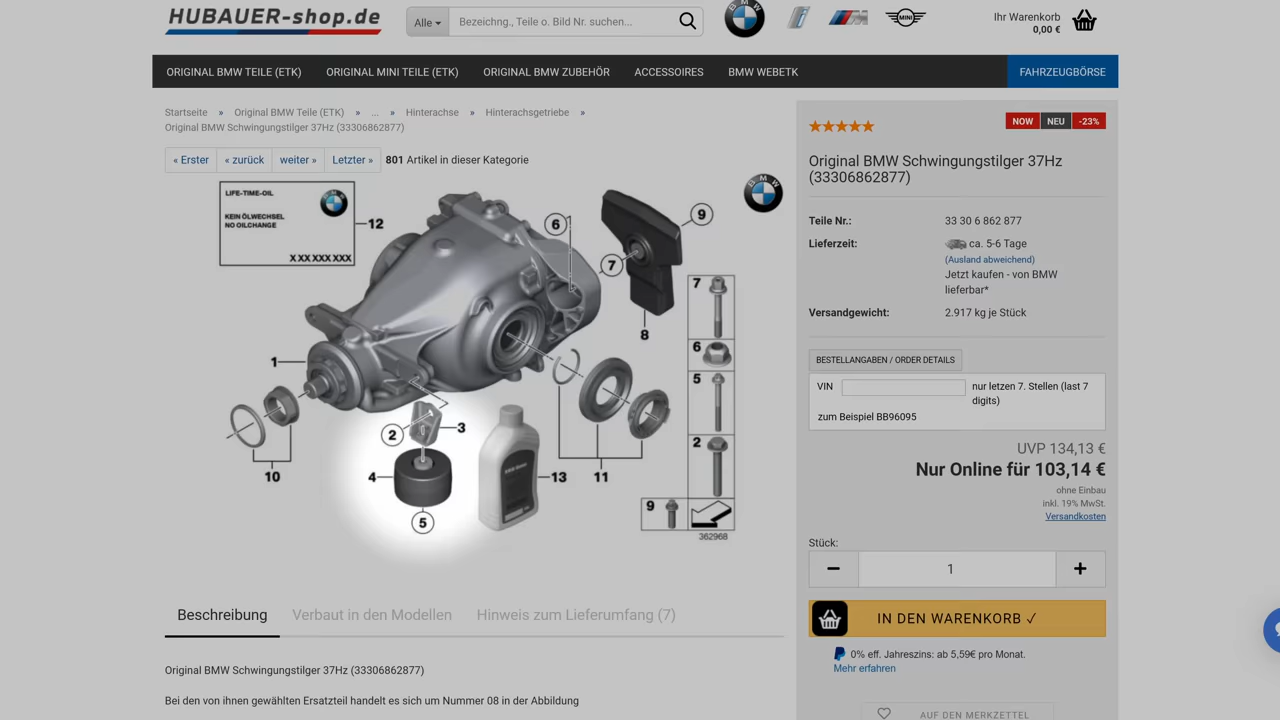 HUBAUER-shop.de
Alle
Bezeichng., Teile o. Bild Nr. suchen...
BMW
i
M
MINI
Ihr Warenkorb
0,00 €
ORIGINAL BMW TEILE (ETK)
ORIGINAL MINI TEILE (ETK)
ORIGINAL BMW ZUBEHÖR
ACCESSOIRES
BMW WEBETK
FAHRZEUGBÖRSE
Startseite » Original BMW Teile (ETK) » ... » Hinterachse » Hinterachsgetriebe »
Original BMW Schwingungstilger 37Hz (33306862877)
« Erster
« zurück
weiter »
Letzter »
801 Artikel in dieser Kategorie
BMW
LIFE-TIME-OIL
KEIN ÖLWECHSEL
NO OILCHANGE
X XX XXX XXX
12
6
9
7
8
1
2
3
4
5
10
11
13
7
6
5
2
9
362968
NOW
NEU
-23%
Original BMW Schwingungstilger 37Hz
(33306862877)
Teile Nr.: 33 30 6 862 877
Lieferzeit: ca. 5-6 Tage
(Ausland abweichend)
Jetzt kaufen - von BMW
lieferbar*
Versandgewicht: 2.917 kg je Stück
BESTELLANGABEN / ORDER DETAILS
VIN nur letzen 7. Stellen (last 7
digits)
zum Beispiel BB96095
UVP 134,13 €
Nur Online für 103,14 €
ohne Einbau
inkl. 19% MwSt.
Versandkosten
Stück:
− 1 +
IN DEN WARENKORB ✓
0% eff. Jahreszins: ab 5,59€ pro Monat.
Mehr erfahren
AUF DEN MERKZETTEL
Beschreibung
Verbaut in den Modellen
Hinweis zum Lieferumfang (7)
Original BMW Schwingungstilger 37Hz (33306862877)
Bei den von ihnen gewählten Ersatzteil handelt es sich um Nummer 08 in der Abbildung